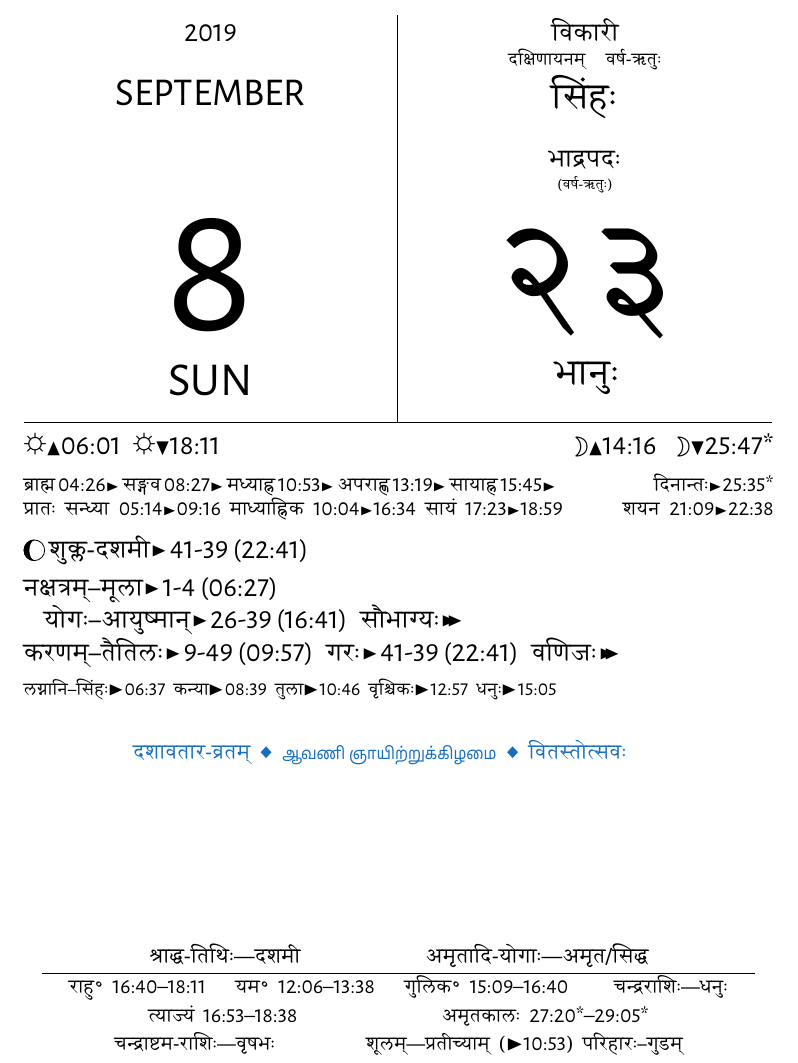 2019
SEPTEMBER
8
SUN
विकारी
दक्षिणायनम् वर्ष-ऋतुः
सिंहः
भाद्रपदः
(वर्ष-ऋतुः)
२३
भानुः
☼▲06:01 ☼▼18:11 ☽▲14:16 ☽▼25:47*
ब्राह्म 04:26► सङ्गव 08:27► मध्याह्न 10:53► अपराह्ण 13:19► सायाह्न 15:45► दिनान्तः►25:35*
प्रातः सन्ध्या 05:14►09:16 माध्याह्निक 10:04►16:34 सायं 17:23►18:59 शयन 21:09►22:38
शुक्ल-दशमी►41-39 (22:41)
नक्षत्रम्–मूला►1-4 (06:27)
योगः–आयुष्मान्►26-39 (16:41) सौभाग्यः►►
करणम्–तैतिलः►9-49 (09:57) गरः►41-39 (22:41) वणिजः►►
लग्नानि–सिंहः►06:37 कन्या►08:39 तुला►10:46 वृश्चिकः►12:57 धनुः►15:05
दशावतार-व्रतम् ◆ ஆவணி ஞாயிற்றுக்கிழமை ◆ वितस्तोत्सवः
श्राद्ध-तिथिः—दशमी अमृतादि-योगाः—अमृत/सिद्ध
राहु॰ 16:40–18:11 यम॰ 12:06–13:38 गुलिक॰ 15:09–16:40 चन्द्रराशिः—धनुः
त्याज्यं 16:53–18:38 अमृतकालः 27:20*–29:05*
चन्द्राष्टम-राशिः—वृषभः शूलम्—प्रतीच्याम् (►10:53) परिहारः–गुडम्